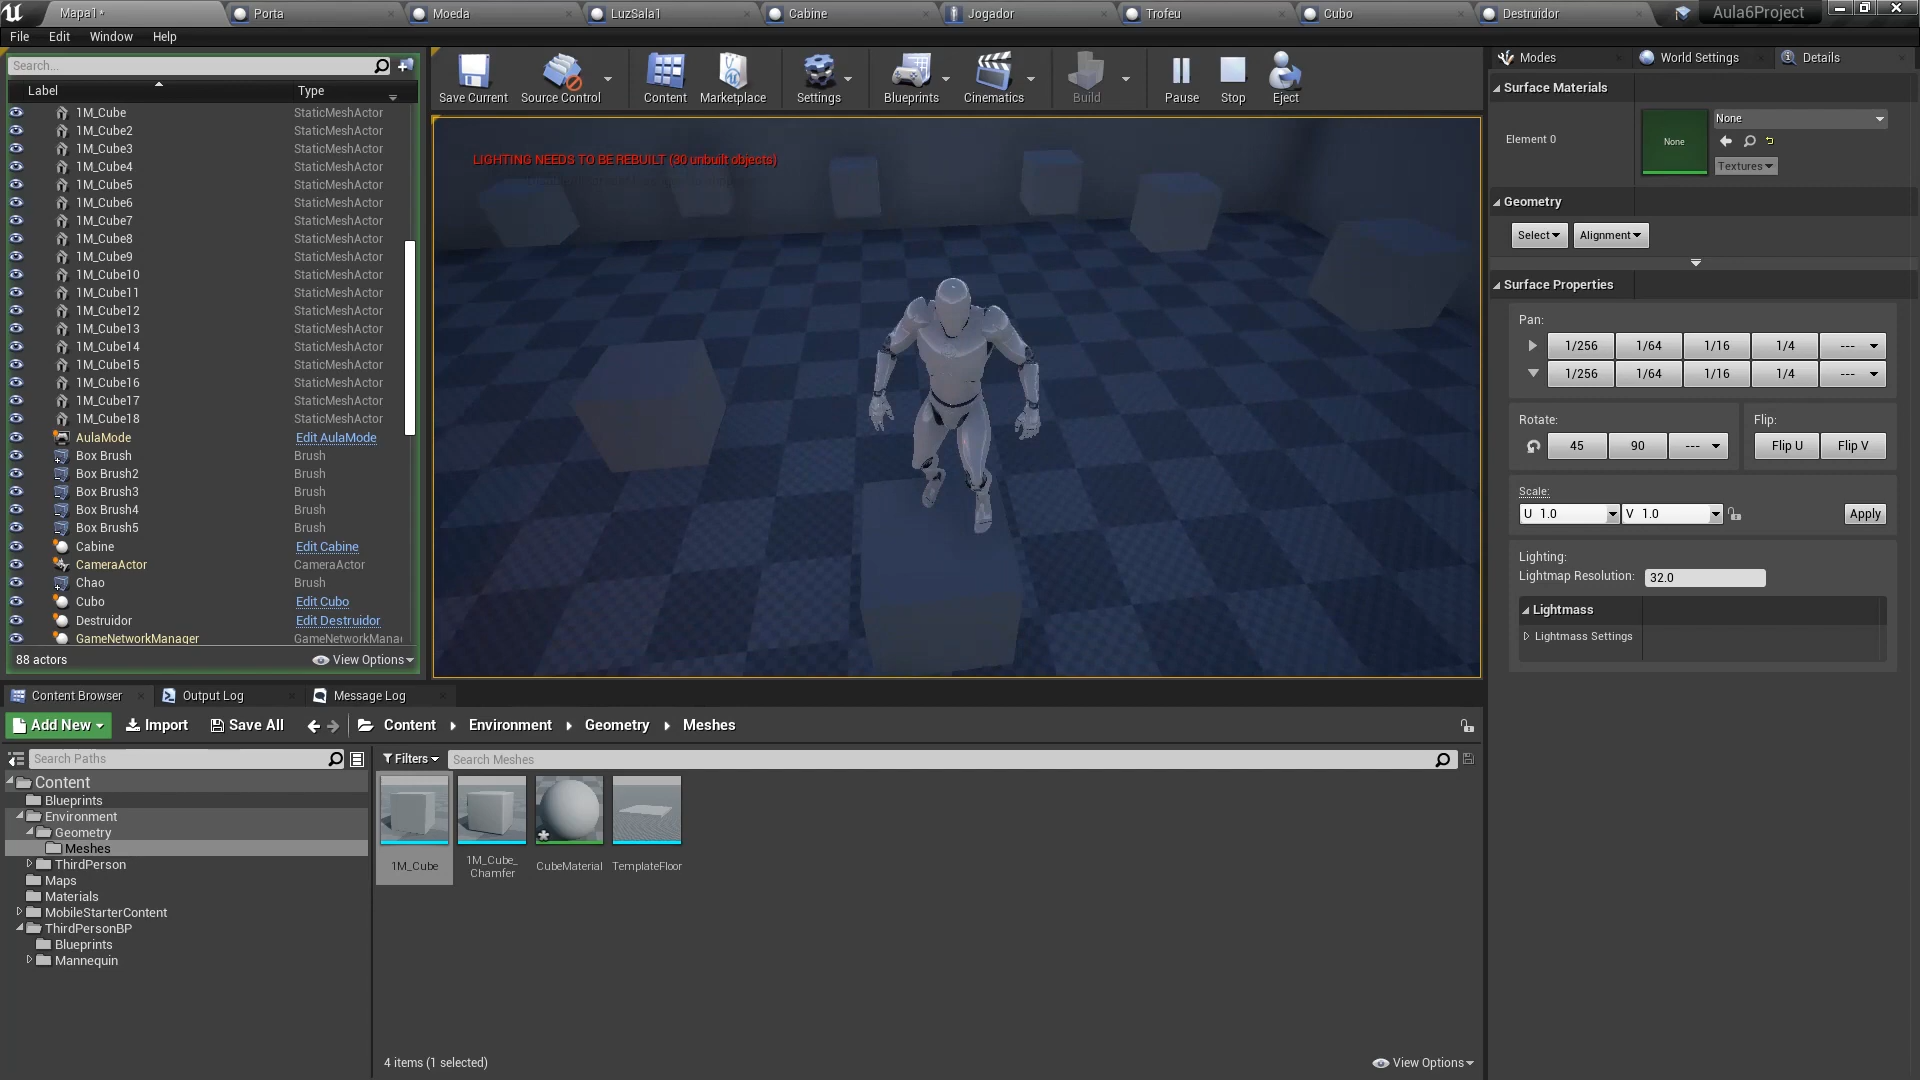 Mapa1*
Porta
Moeda
LuzSala1
Cabine
Jogador
Trofeu
Cubo
Destruidor
Aula6Project
File Edit Window Help
Search...
Label Type
1M_Cube StaticMeshActor
1M_Cube2 StaticMeshActor
1M_Cube3 StaticMeshActor
1M_Cube4 StaticMeshActor
1M_Cube5 StaticMeshActor
1M_Cube6 StaticMeshActor
1M_Cube7 StaticMeshActor
1M_Cube8 StaticMeshActor
1M_Cube9 StaticMeshActor
1M_Cube10 StaticMeshActor
1M_Cube11 StaticMeshActor
1M_Cube12 StaticMeshActor
1M_Cube13 StaticMeshActor
1M_Cube14 StaticMeshActor
1M_Cube15 StaticMeshActor
1M_Cube16 StaticMeshActor
1M_Cube17 StaticMeshActor
1M_Cube18 StaticMeshActor
AulaMode Edit AulaMode
Box Brush Brush
Box Brush2 Brush
Box Brush3 Brush
Box Brush4 Brush
Box Brush5 Brush
Cabine Edit Cabine
CameraActor CameraActor
Chao Brush
Cubo Edit Cubo
Destruidor Edit Destruidor
GameNetworkManager GameNetworkMana
88 actors View Options
Save Current Source Control Content Marketplace Settings Blueprints Cinematics Build Pause Stop Eject
LIGHTING NEEDS TO BE REBUILT (30 unbuilt objects)
Modes World Settings Details
Surface Materials
Element 0
None
None
Textures
Geometry
Select Alignment
Surface Properties
Pan:
1/256 1/64 1/16 1/4 ---
1/256 1/64 1/16 1/4 ---
Rotate: Flip:
45 90 --- Flip U Flip V
Scale:
U 1.0 V 1.0 Apply
Lighting:
Lightmap Resolution: 32.0
Lightmass
Lightmass Settings
Content Browser Output Log Message Log
Add New Import Save All Content Environment Geometry Meshes
Search Paths
Filters Search Meshes
Content
Blueprints
Environment
Geometry
Meshes
ThirdPerson
Maps
Materials
MobileStarterContent
ThirdPersonBP
Blueprints
Mannequin
1M_Cube
1M_Cube_
Chamfer
CubeMaterial
TemplateFloor
4 items (1 selected) View Options